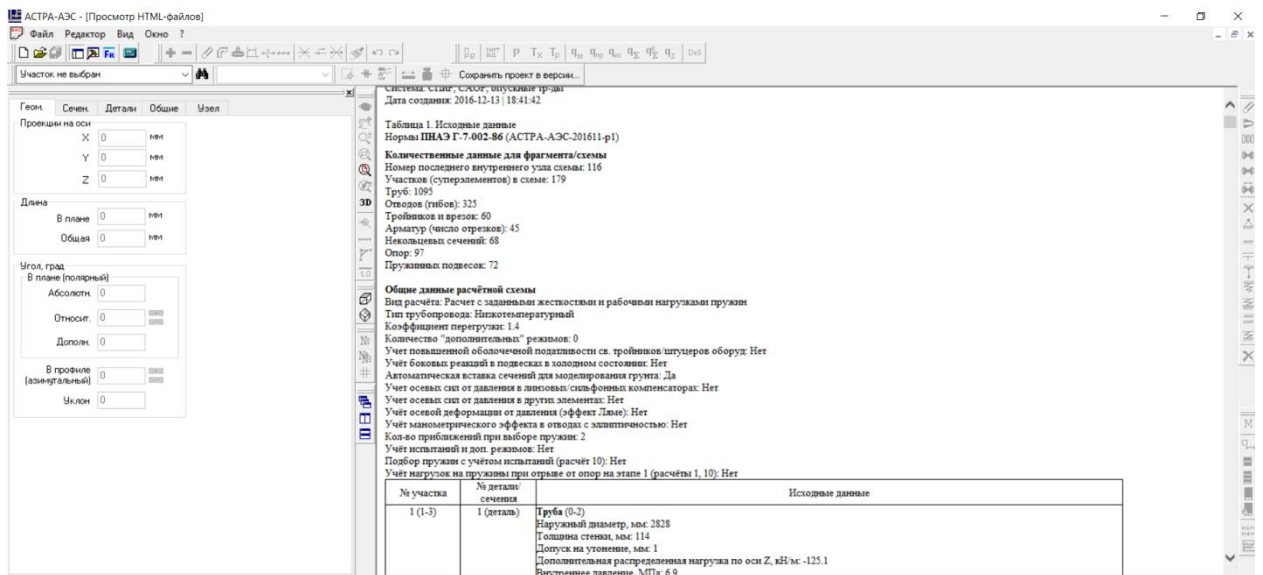 АСТРА-АЭС - [Просмотр HTML-файлов]
Файл Редактор Вид Окно ?
P Tx Tp DxS
Участок не выбран
Сохранить проект в версии...
Геом. Сечен. Детали Общие Узел
Проекции на оси
X 0 мм
Y 0 мм
Z 0 мм
Длина
В плане 0 мм
Общая 0 мм
Угол, град
В плане (полярный)
Абсолютн. 0
Относит. 0
Дополн. 0
В профиле (азимутальный) 0
Уклон 0
3D
Система: СПиР, САОР, опускные тр-ды
Дата создания: 2016-12-13 | 18:41:42
Таблица 1. Исходные данные
Нормы ПНАЭ Г-7-002-86 (АСТРА-АЭС-201611-р1)
Количественные данные для фрагмента/схемы
Номер последнего внутреннего узла схемы: 116
Участков (суперэлементов) в схеме: 179
Труб: 1095
Отводов (гибов): 325
Тройников и врезок: 60
Арматур (число отрезков): 45
Некольцевых сечений: 68
Опор: 97
Пружинных подвесок: 72
Общие данные расчётной схемы
Вид расчёта: Расчет с заданными жесткостями и рабочими нагрузками пружин
Тип трубопровода: Низкотемпературный
Коэффициент перегрузки: 1.4
Количество "дополнительных" режимов: 0
Учет повышенной оболочечной податливости св. тройников/штуцеров оборуд: Нет
Учёт боковых реакций в подвесках в холодном состоянии: Нет
Автоматическая вставка сечений для моделирования грунта: Да
Учет осевых сил от давления в линзовых/сильфонных компенсаторах: Нет
Учет осевых сил от давления в других элементах: Нет
Учёт осевой деформации от давления (эффект Ляме): Нет
Учёт манометрического эффекта в отводах с эллиптичностью: Нет
Кол-во приближений при выборе пружин: 2
Учёт испытаний и доп. режимов: Нет
Подбор пружин с учётом испытаний (расчёт 10): Нет
Учёт нагрузок на пружины при отрыве от опор на этапе 1 (расчёты 1, 10): Нет
№ участка № детали/сечения Исходные данные
1 (1-3) 1 (деталь) Труба (0-2)
Наружный диаметр, мм: 2828
Толщина стенки, мм: 114
Допуск на утонение, мм: 1
Дополнительная распределенная нагрузка по оси Z, кН/м: -125.1
Внутреннее давление, МПа: 6.9